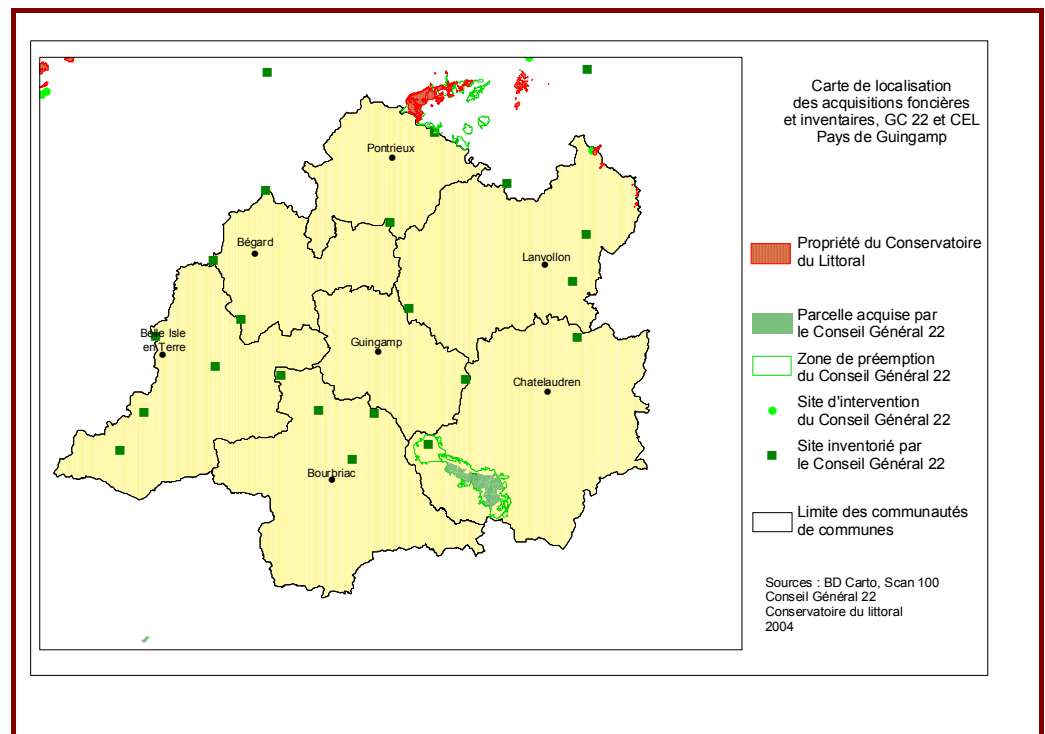 Carte de localisation
des acquisitions foncières
et inventaires, GC 22 et CEL
Pays de Guingamp
Pontrieux
Bégard
Lanvollon
Belle Isle
en Terre
Guingamp
Chatelaudren
Bourbriac
Propriété du Conservatoire
du Littoral
Parcelle acquise par
le Conseil Général 22
Zone de préemption
du Conseil Général 22
Site d'intervention
du Conseil Général 22
Site inventorié par
le Conseil Général 22
Limite des communautés
de communes
Sources : BD Carto, Scan 100
Conseil Général 22
Conservatoire du littoral
2004